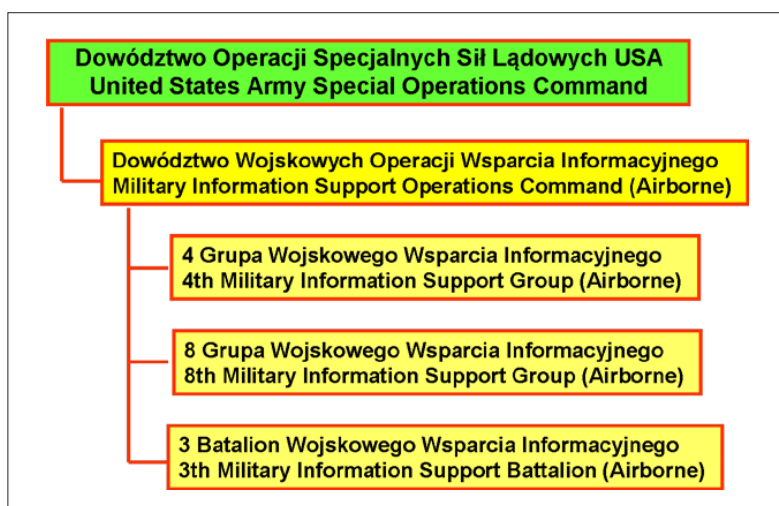 Dowództwo Operacji Specjalnych Sił Lądowych USA
United States Army Special Operations Command
Dowództwo Wojskowych Operacji Wsparcia Informacyjnego
Military Information Support Operations Command (Airborne)
4 Grupa Wojskowego Wsparcia Informacyjnego
4th Military Information Support Group (Airborne)
8 Grupa Wojskowego Wsparcia Informacyjnego
8th Military Information Support Group (Airborne)
3 Batalion Wojskowego Wsparcia Informacyjnego
3th Military Information Support Battalion (Airborne)